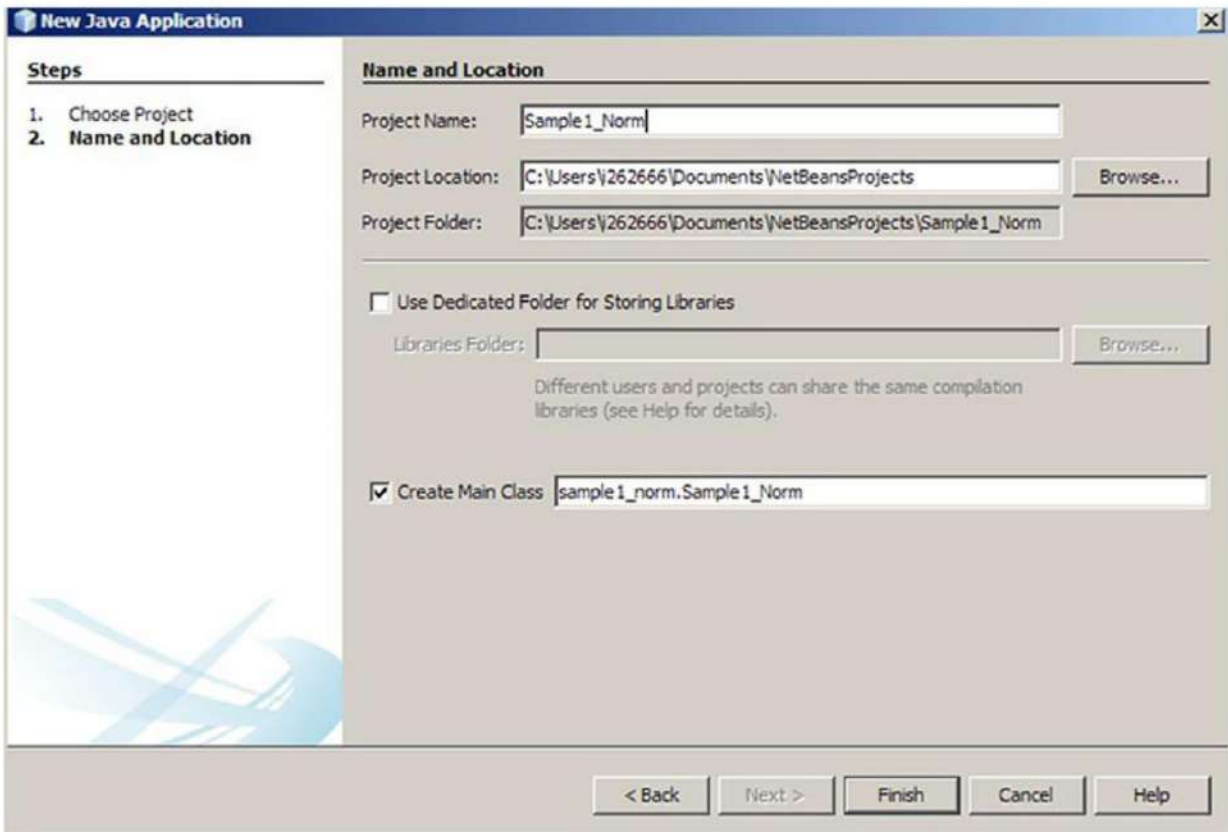 New Java Application
Steps
1. Choose Project
2. Name and Location
Name and Location
Project Name: Sample1_Norm
Project Location: C:\Users\i262666\Documents\NetBeansProjects Browse...
Project Folder: C:\Users\i262666\Documents\NetBeansProjects\Sample1_Norm
Use Dedicated Folder for Storing Libraries
Libraries Folder: Browse...
Different users and projects can share the same compilation
libraries (see Help for details).
Create Main Class sample1_norm.Sample1_Norm
< Back Next > Finish Cancel Help